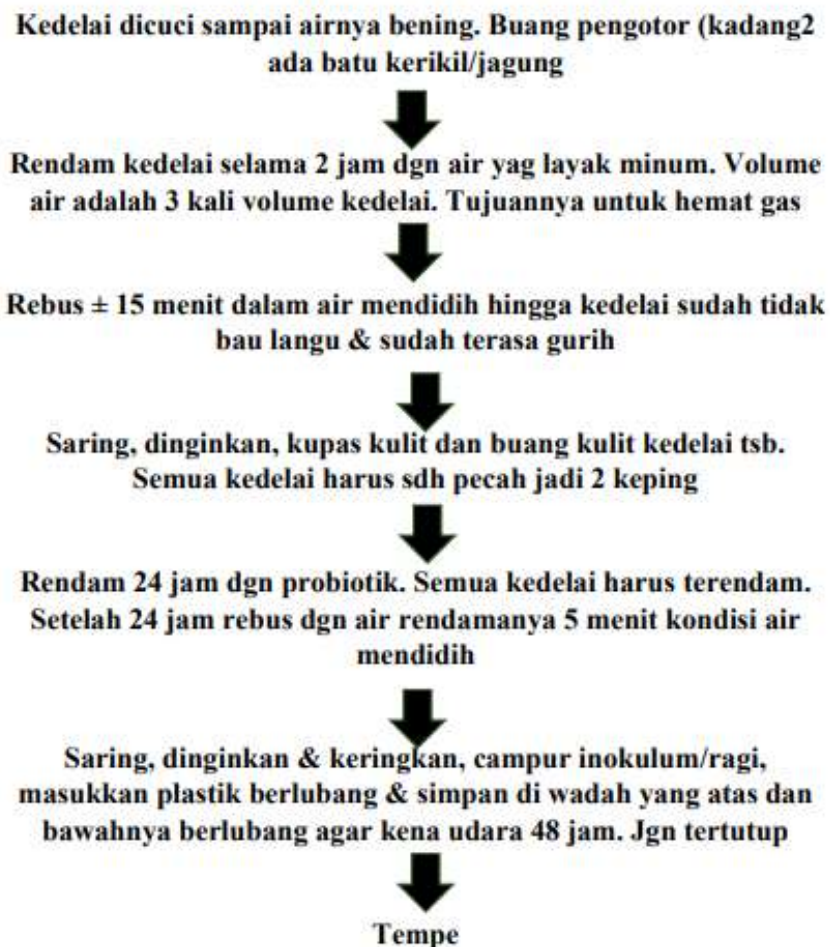 Kedelai dicuci sampai airnya bening. Buang pengotor (kadang2
ada batu kerikil/jagung
Rendam kedelai selama 2 jam dgn air yag layak minum. Volume
air adalah 3 kali volume kedelai. Tujuannya untuk hemat gas
Rebus ± 15 menit dalam air mendidih hingga kedelai sudah tidak
bau langu & sudah terasa gurih
Saring, dinginkan, kupas kulit dan buang kulit kedelai tsb.
Semua kedelai harus sdh pecah jadi 2 keping
Rendam 24 jam dgn probiotik. Semua kedelai harus terendam.
Setelah 24 jam rebus dgn air rendamanya 5 menit kondisi air
mendidih
Saring, dinginkan & keringkan, campur inokulum/ragi,
masukkan plastik berlubang & simpan di wadah yang atas dan
bawahnya berlubang agar kena udara 48 jam. Jgn tertutup
Tempe